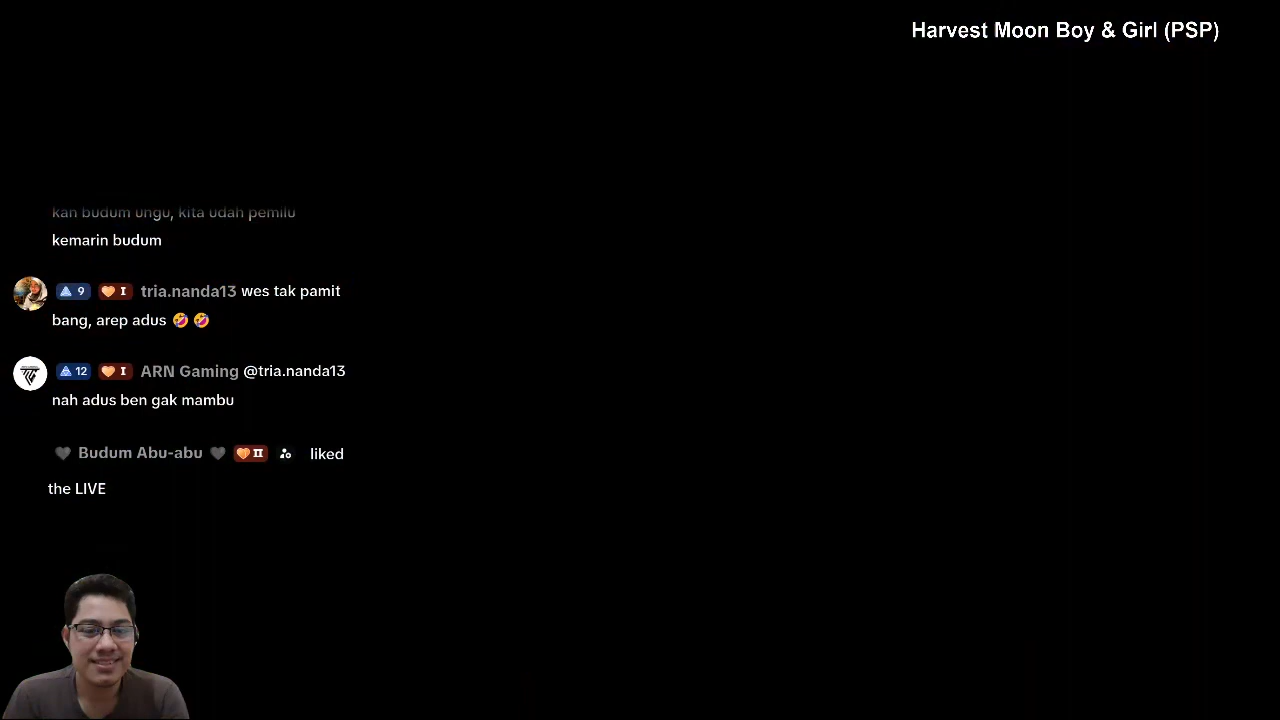 Harvest Moon Boy & Girl (PSP)
kan budum ungu, kita udah pemilu
kemarin budum
9 I tria.nanda13 wes tak pamit
bang, arep adus 🤣 🤣
12 I ARN Gaming @tria.nanda13
nah adus ben gak mambu
🖤 Budum Abu-abu 🖤 II liked
the LIVE